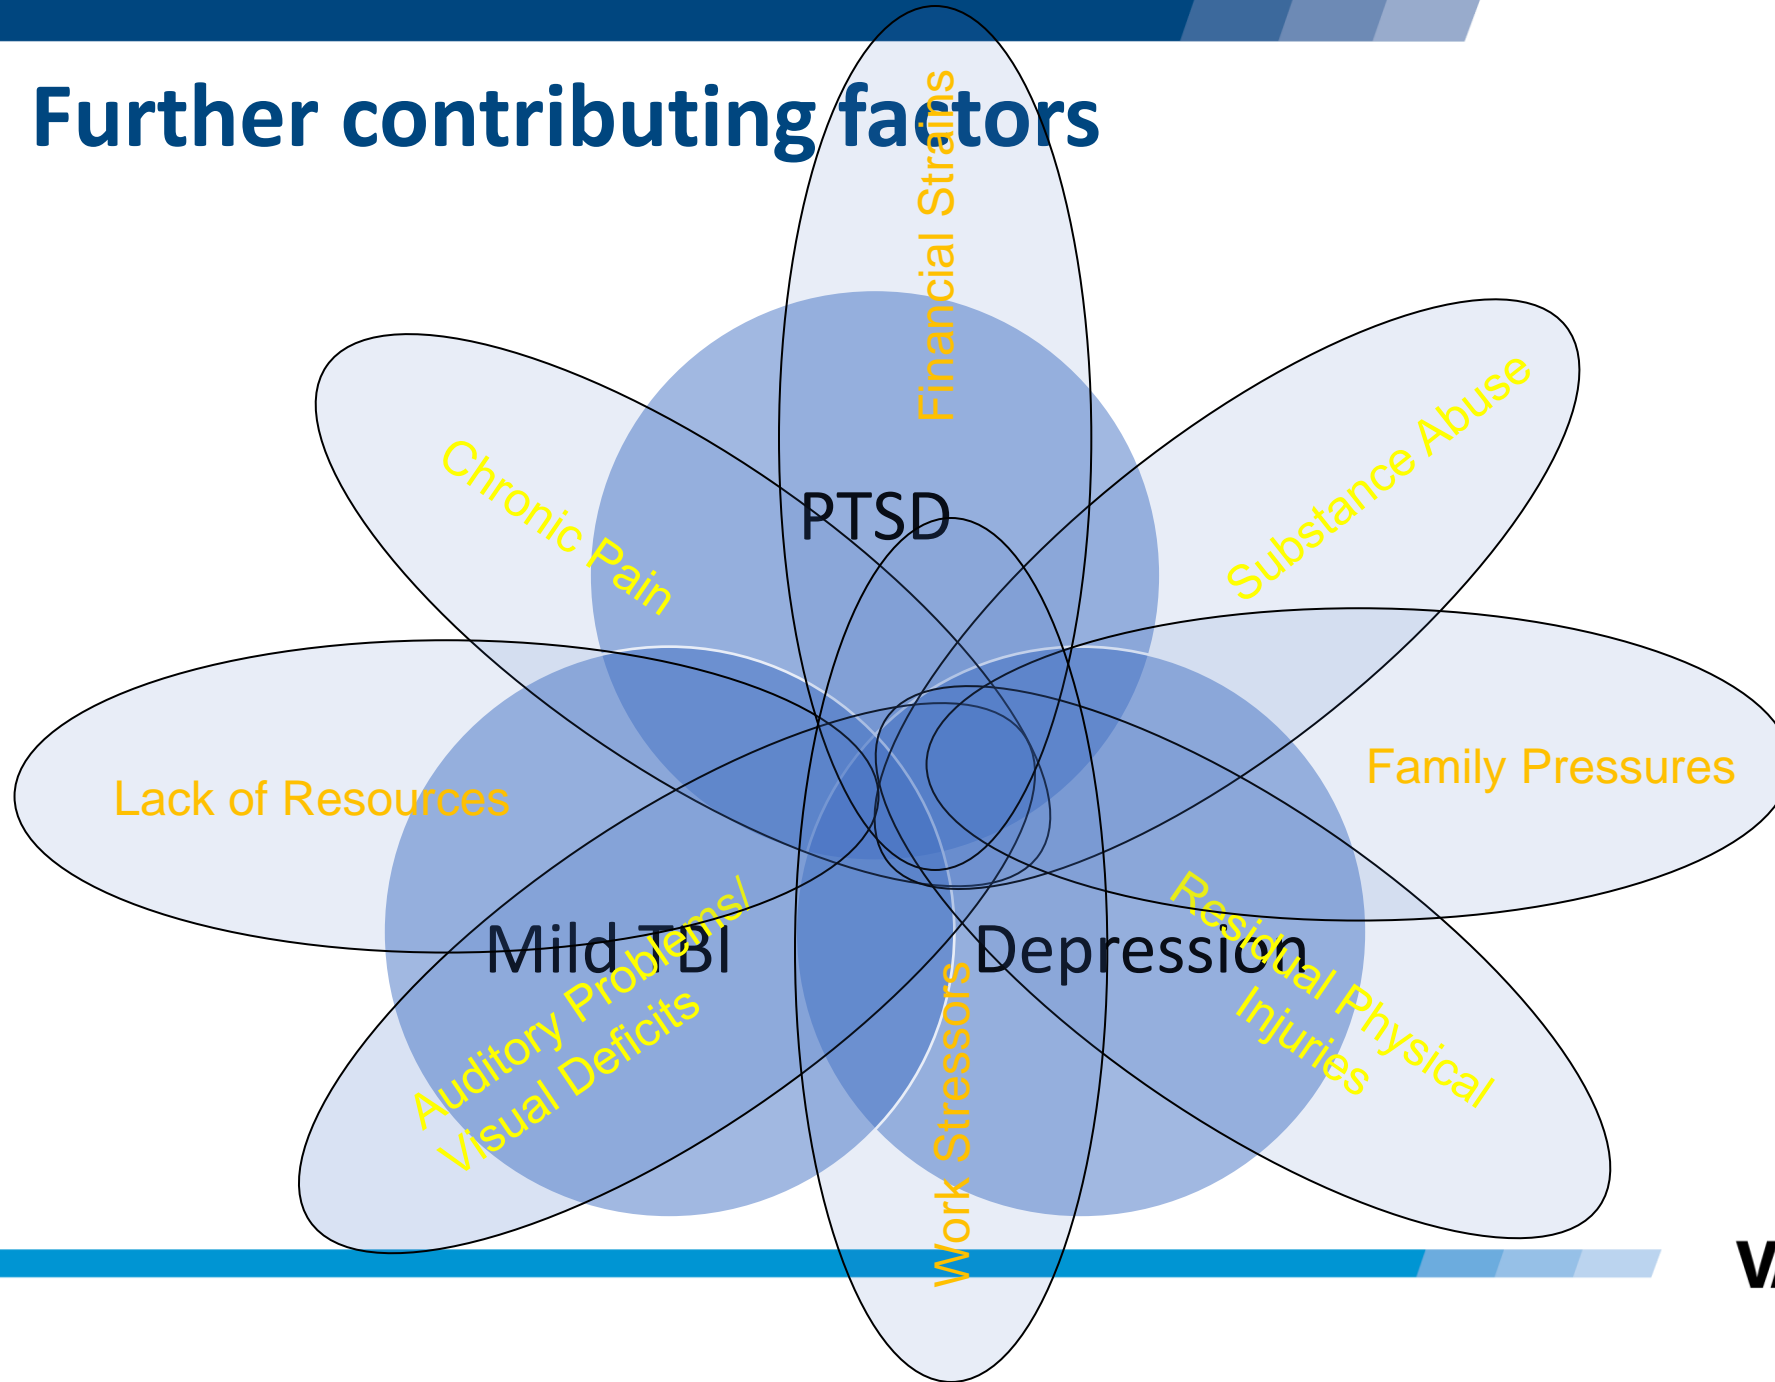 Further contributing factors
Financial Strains
Substance Abuse
Chronic Pain
PTSD
Family Pressures
Lack of Resources
Mild TBI
Depression
Auditory Problems/
Visual Deficits
Residual Physical
Injuries
Work Stressors